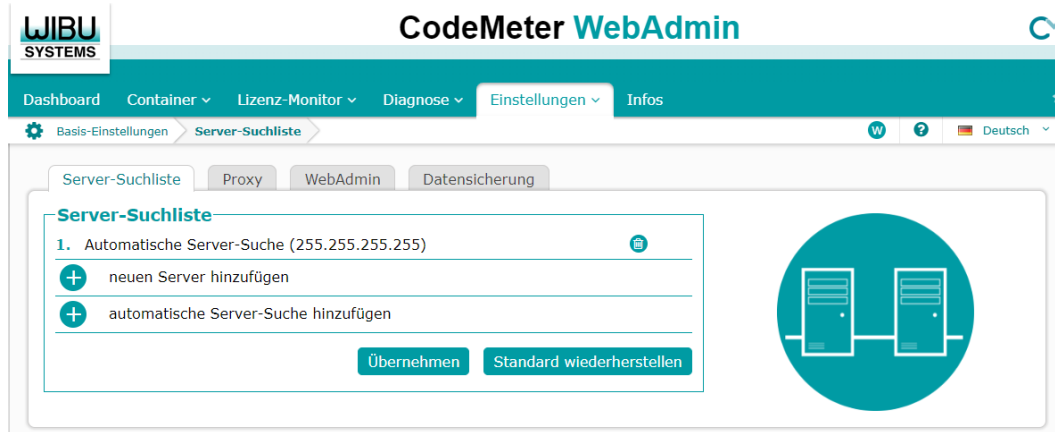 WIBU
SYSTEMS
CodeMeter WebAdmin
Dashboard Container Lizenz-Monitor Diagnose Einstellungen Infos
Basis-Einstellungen Server-Suchliste W ? Deutsch
Server-Suchliste Proxy WebAdmin Datensicherung
Server-Suchliste
1. Automatische Server-Suche (255.255.255.255)
neuen Server hinzufügen
automatische Server-Suche hinzufügen
Übernehmen Standard wiederherstellen